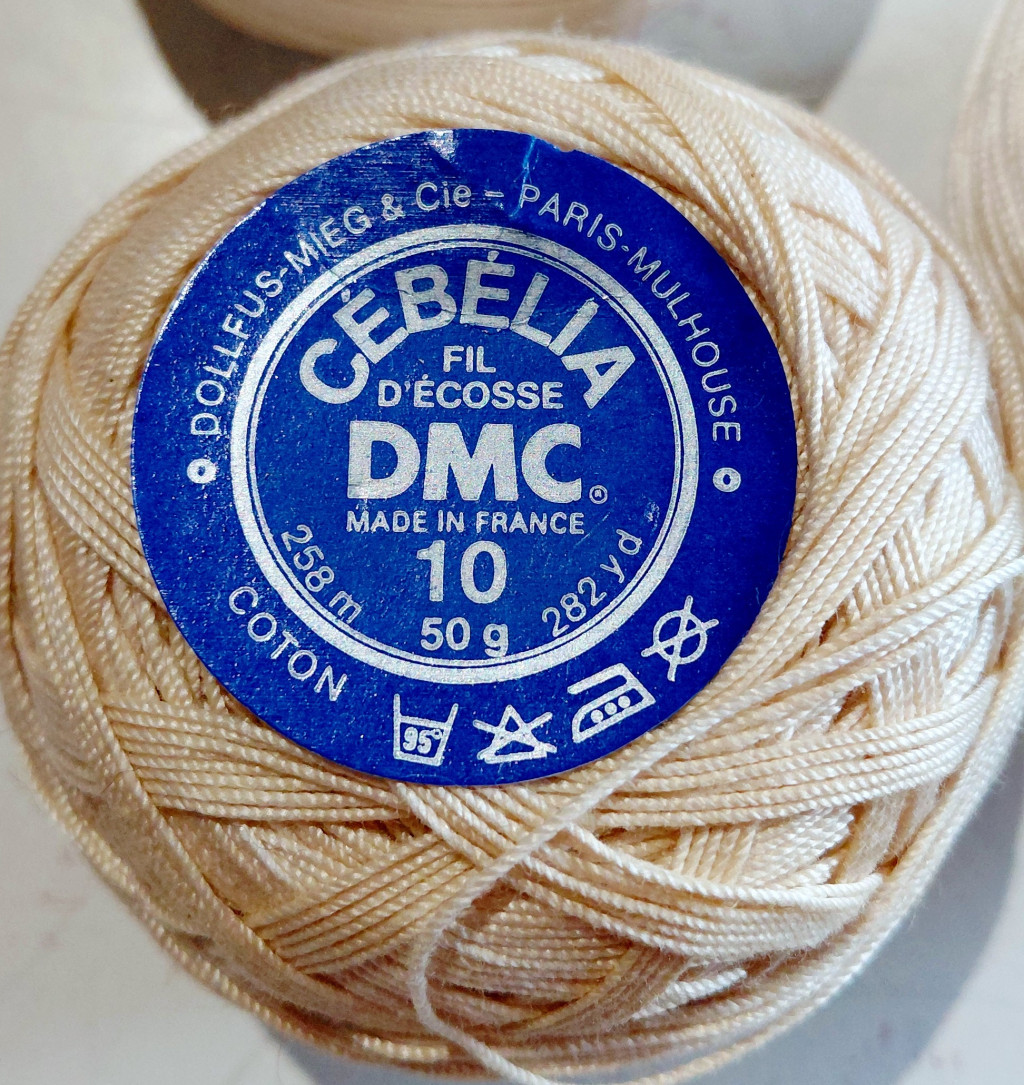 DOLLFUS-MIEG & Cie - PARIS-MULHOUSE
CÉBÉLIA
FIL
D'ÉCOSSE
DMC®
MADE IN FRANCE
10
258 m
50 g
282 yd
COTON
95°